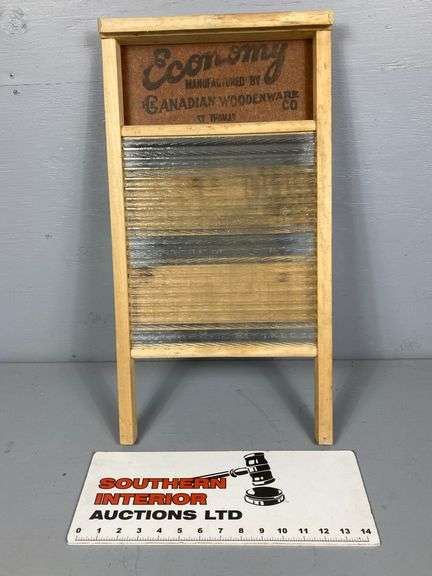 Economy
MANUFACTURED BY
THE CANADIAN WOODENWARE
CO
ST. THOMAS
SOUTHERN
INTERIOR
AUCTIONS LTD
0 1 2 3 4 5 6 7 8 9 10 11 12 13 14